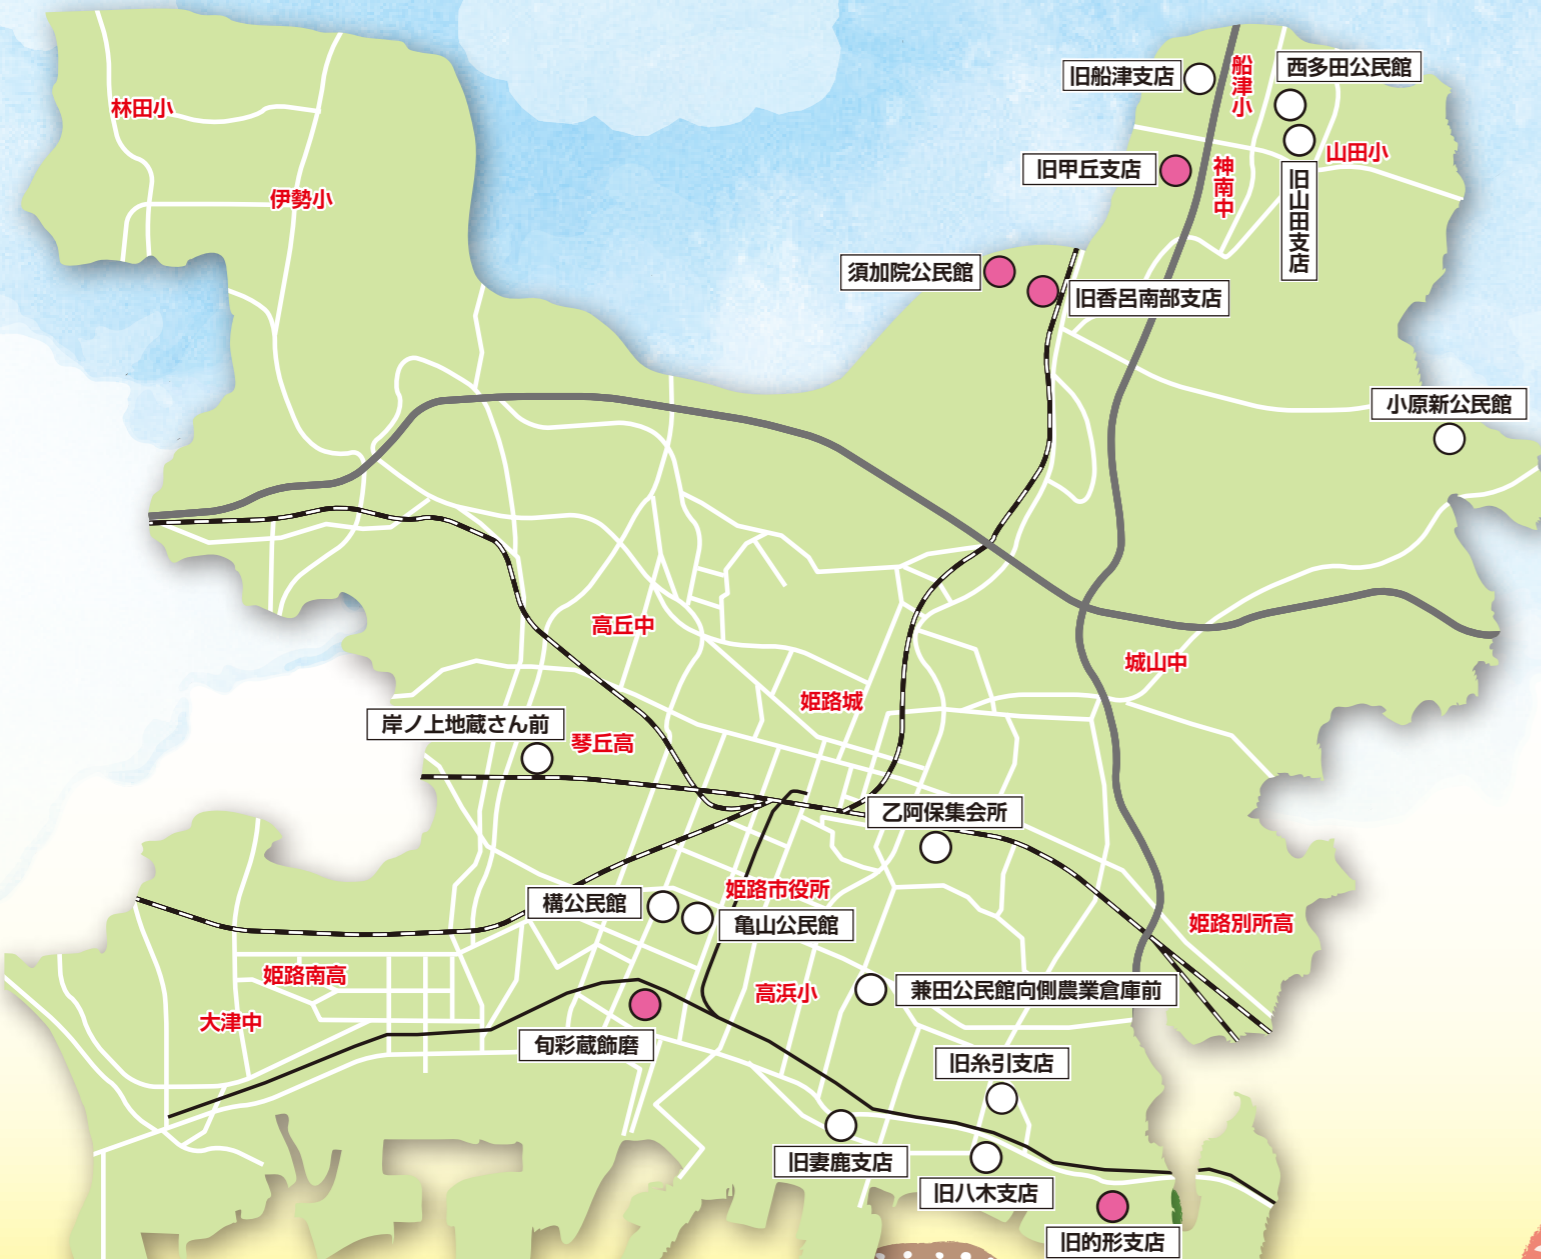 林田小
伊勢小
旧船津支店
船津小
西多田公民館
旧甲丘支店
神南中
山田小
旧山田支店
須加院公民館
旧香呂南部支店
小原新公民館
高丘中
城山中
姫路城
岸ノ上地蔵さん前
琴丘高
乙阿保集会所
構公民館
姫路市役所
亀山公民館
姫路別所高
姫路南高
大津中
高浜小
兼田公民館向側農業倉庫前
旬彩蔵飾磨
旧糸引支店
旧妻鹿支店
旧八木支店
旧的形支店